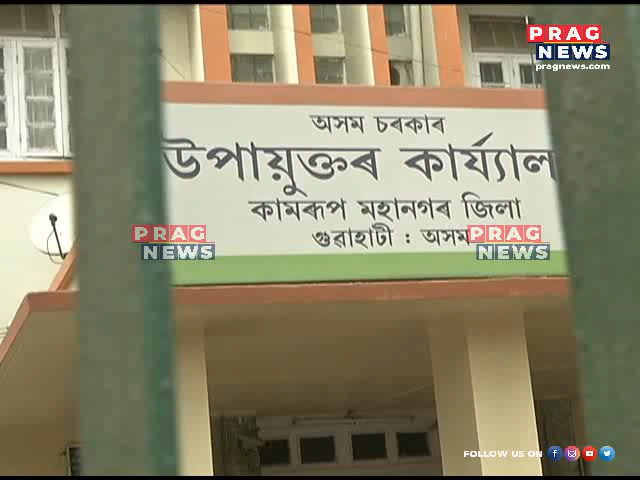 PRAG
NEWS
pragnews.com
অসম চৰকাৰ
উপায়ুক্তৰ কাৰ্য্যাল
কামৰূপ মহানগৰ জিলা
গুৱাহাটী : অসম
PRAG
NEWS
PRAG
NEWS
FOLLOW US ON